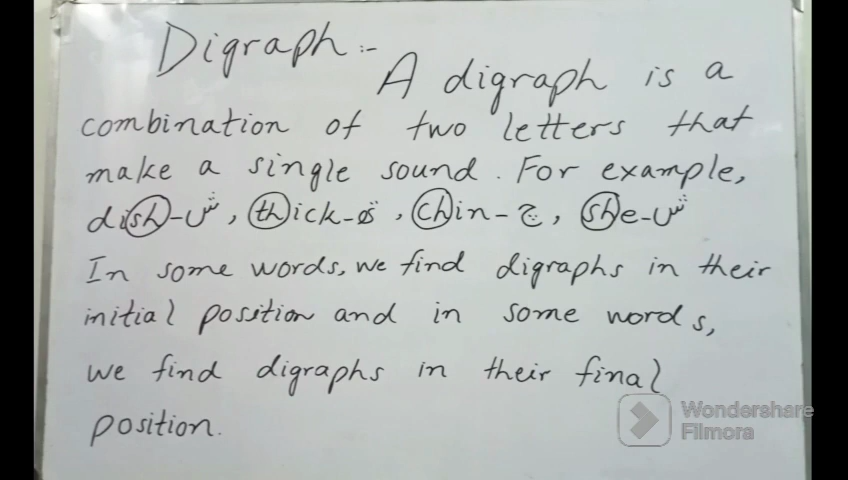 Digraph :-
A digraph is a
combination of two letters that
make a single sound. For example,
dish-ش, thick-تھ, chin-چ, she-ش
In some words, we find digraphs in their
initial position and in some words,
we find digraphs in their final
position.
Wondershare
Filmora